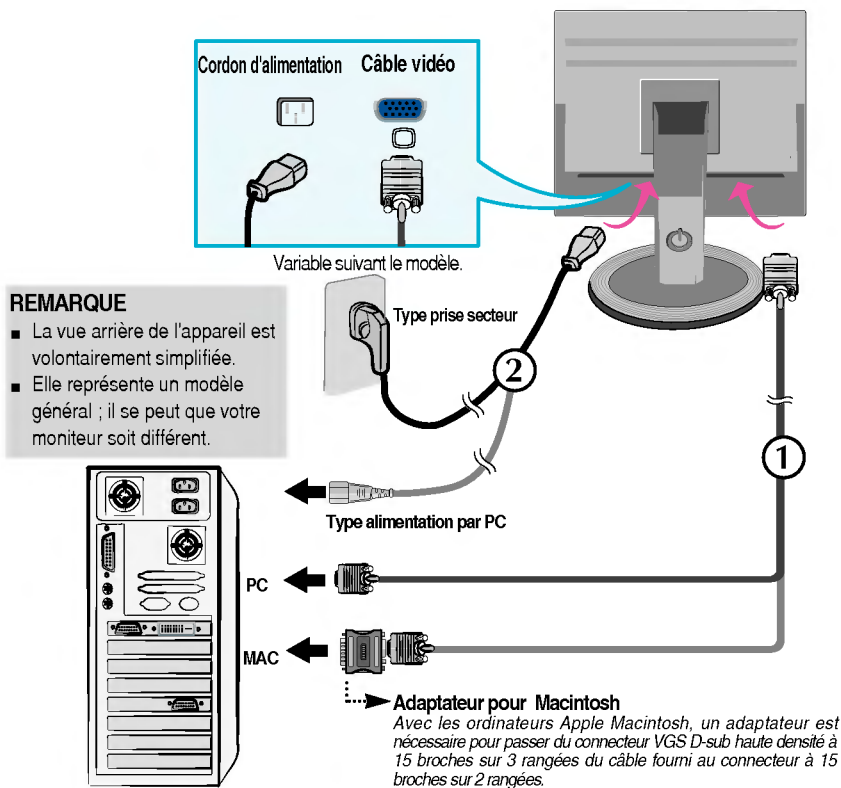 Cordon d'alimentation
Câble vidéo
Variable suivant le modèle.
REMARQUE
■ La vue arrière de l'appareil est
volontairement simplifiée.
■ Elle représente un modèle
général ; il se peut que votre
moniteur soit différent.
Type prise secteur
2
1
Type alimentation par PC
PC
MAC
Adaptateur pour Macintosh
Avec les ordinateurs Apple Macintosh, un adaptateur est
nécessaire pour passer du connecteur VGS D-sub haute densité à
15 broches sur 3 rangées du câble fourni au connecteur à 15
broches sur 2 rangées.